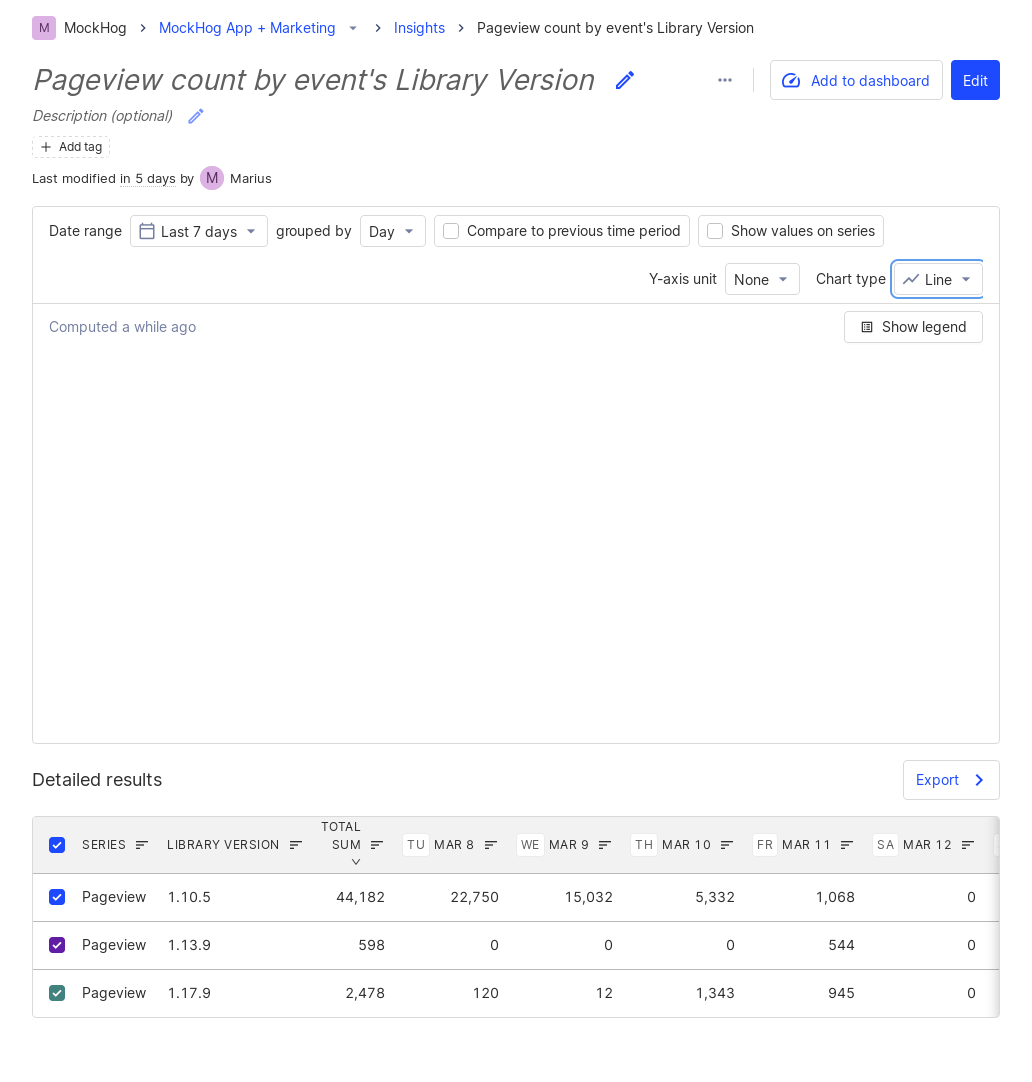 M MockHog MockHog App + Marketing Insights Pageview count by event's Library Version
Pageview count by event's Library Version
Add to dashboard Edit
Description (optional)
Add tag
Last modified in 5 days by M Marius
Date range Last 7 days grouped by Day Compare to previous time period Show values on series
Y-axis unit None Chart type Line
Computed a while ago Show legend
Detailed results Export
SERIES LIBRARY VERSION TOTAL SUM TU MAR 8 WE MAR 9 TH MAR 10 FR MAR 11 SA MAR 12
Pageview 1.10.5 44,182 22,750 15,032 5,332 1,068 0
Pageview 1.13.9 598 0 0 0 544 0
Pageview 1.17.9 2,478 120 12 1,343 945 0